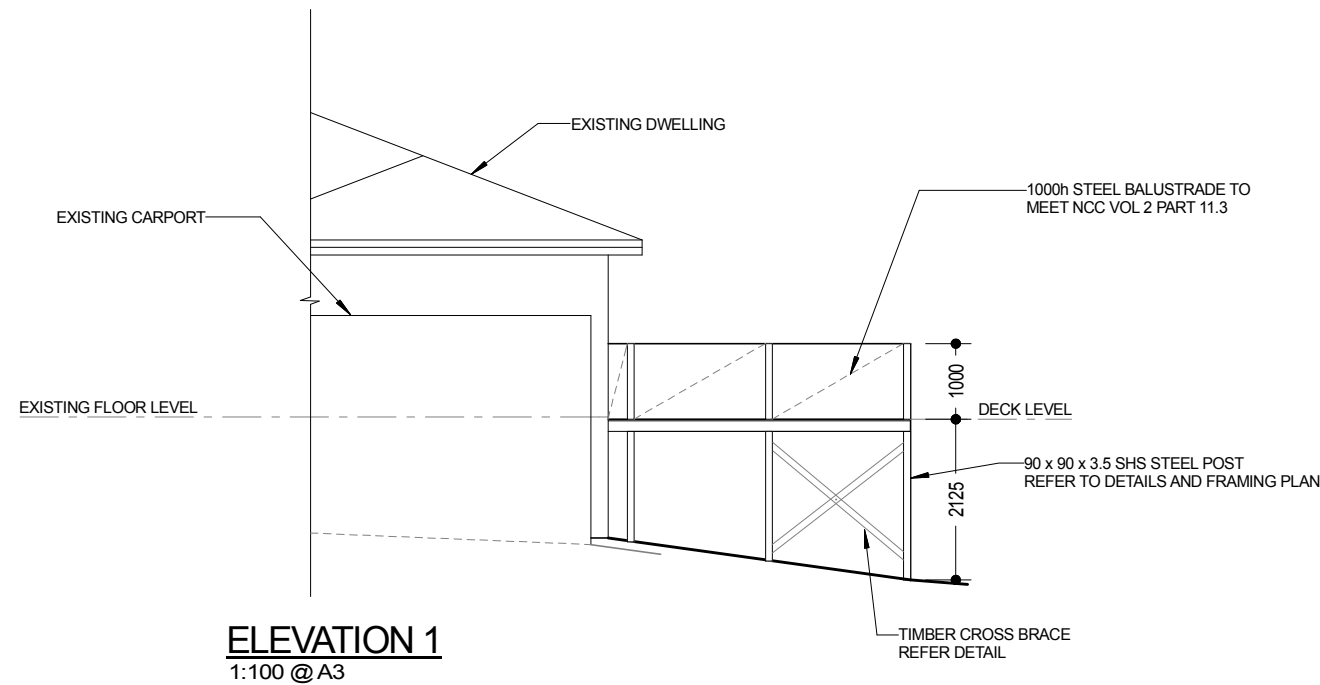 EXISTING DWELLING
1000h STEEL BALUSTRADE TO
MEET NCC VOL 2 PART 11.3
EXISTING CARPORT
1000
EXISTING FLOOR LEVEL
DECK LEVEL
90 x 90 x 3.5 SHS STEEL POST
REFER TO DETAILS AND FRAMING PLAN
2125
TIMBER CROSS BRACE
REFER DETAIL
ELEVATION 1
1:100 @ A3